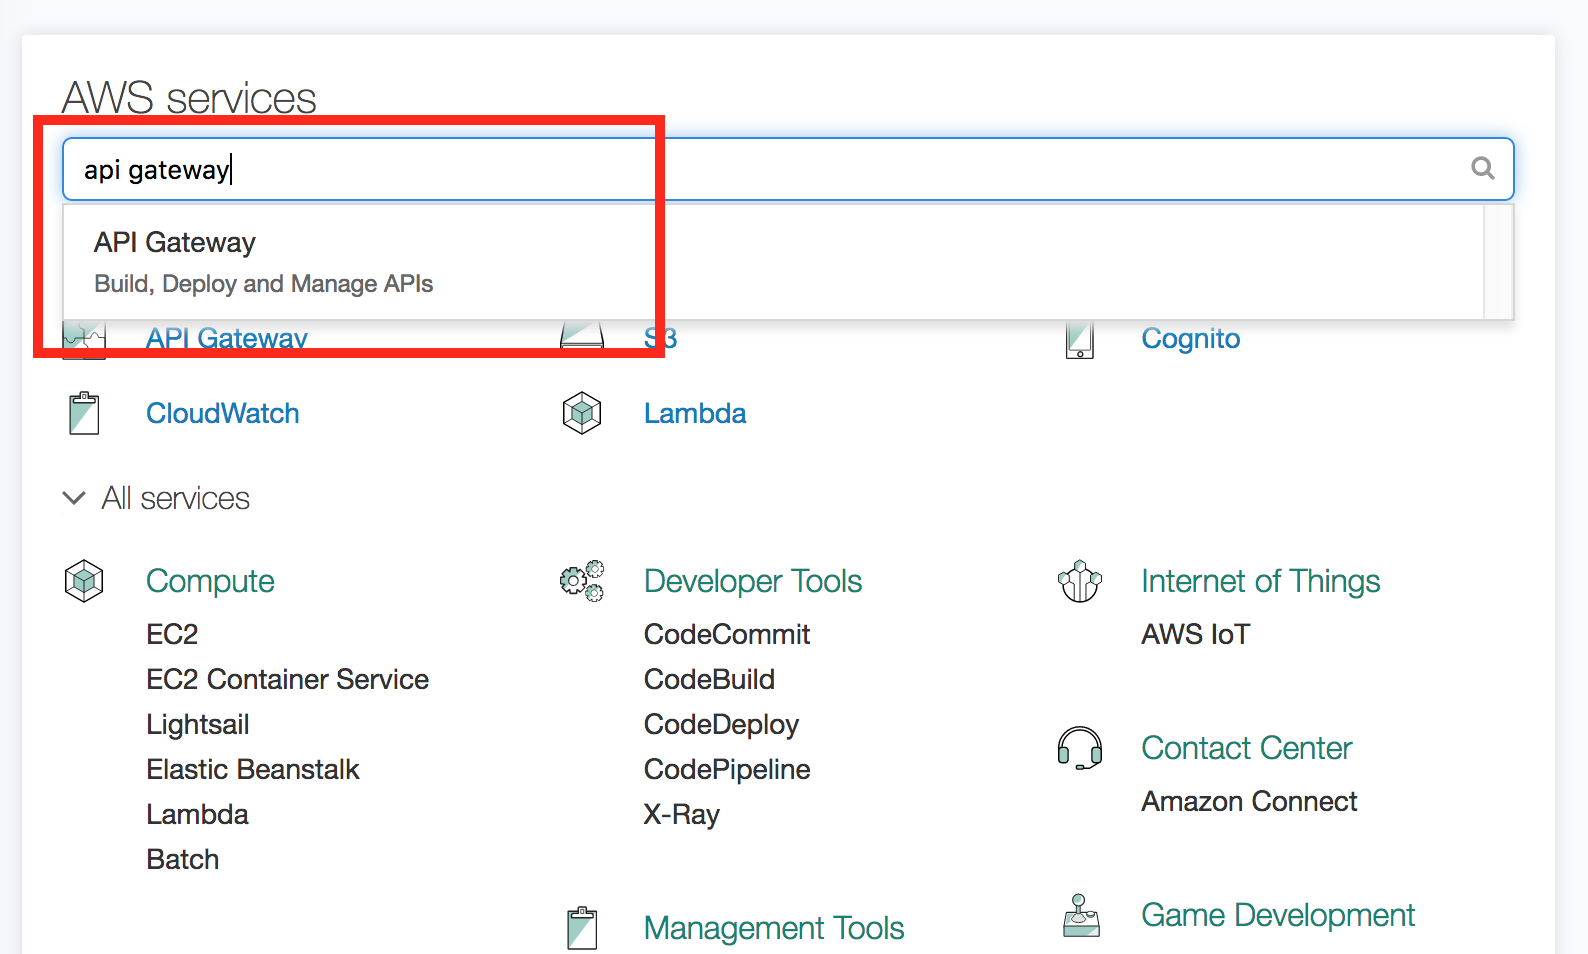 AWS services
api gateway
API Gateway
Build, Deploy and Manage APIs
API Gateway
S3
Cognito
CloudWatch
Lambda
All services
Compute
EC2
EC2 Container Service
Lightsail
Elastic Beanstalk
Lambda
Batch
Developer Tools
CodeCommit
CodeBuild
CodeDeploy
CodePipeline
X-Ray
Management Tools
Internet of Things
AWS IoT
Contact Center
Amazon Connect
Game Development